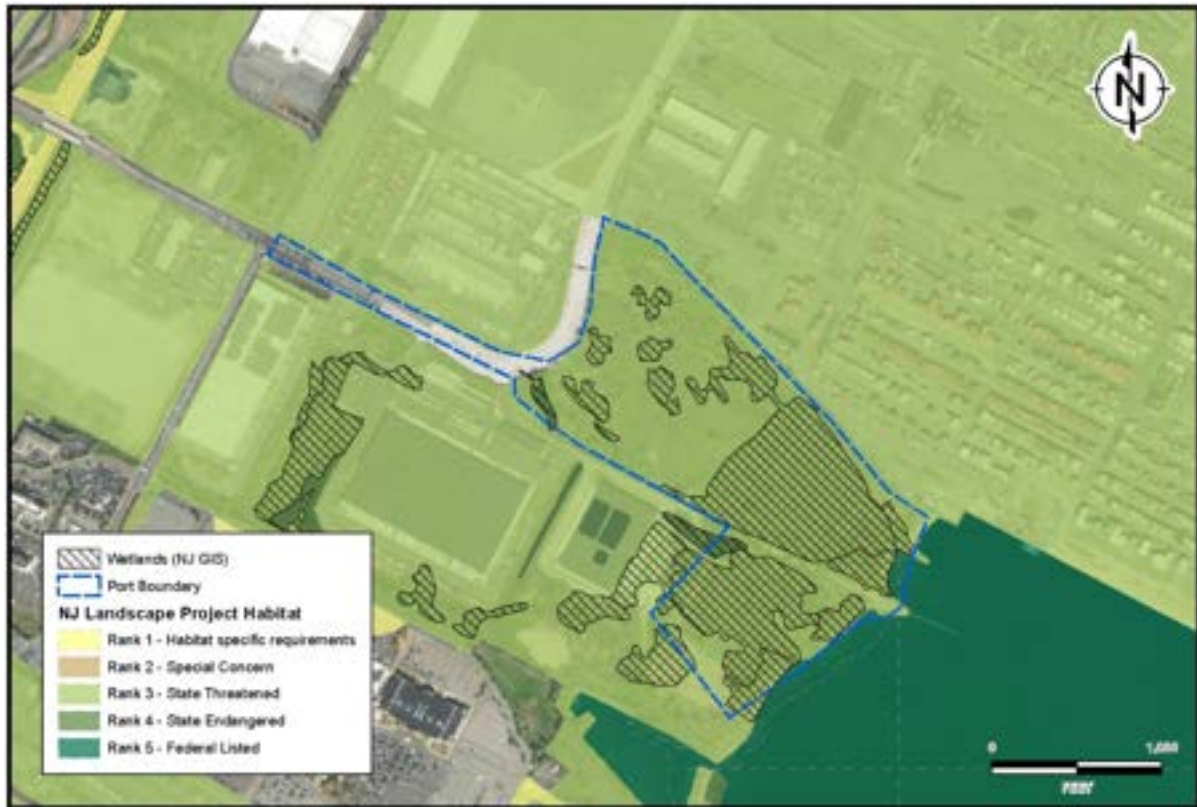 N
Wetlands (NJ GIS)
Port Boundary
NJ Landscape Project Habitat
Rank 1 - Habitat specific requirements
Rank 2 - Special Concern
Rank 3 - State Threatened
Rank 4 - State Endangered
Rank 5 - Federal Listed
0 1,000
FEET